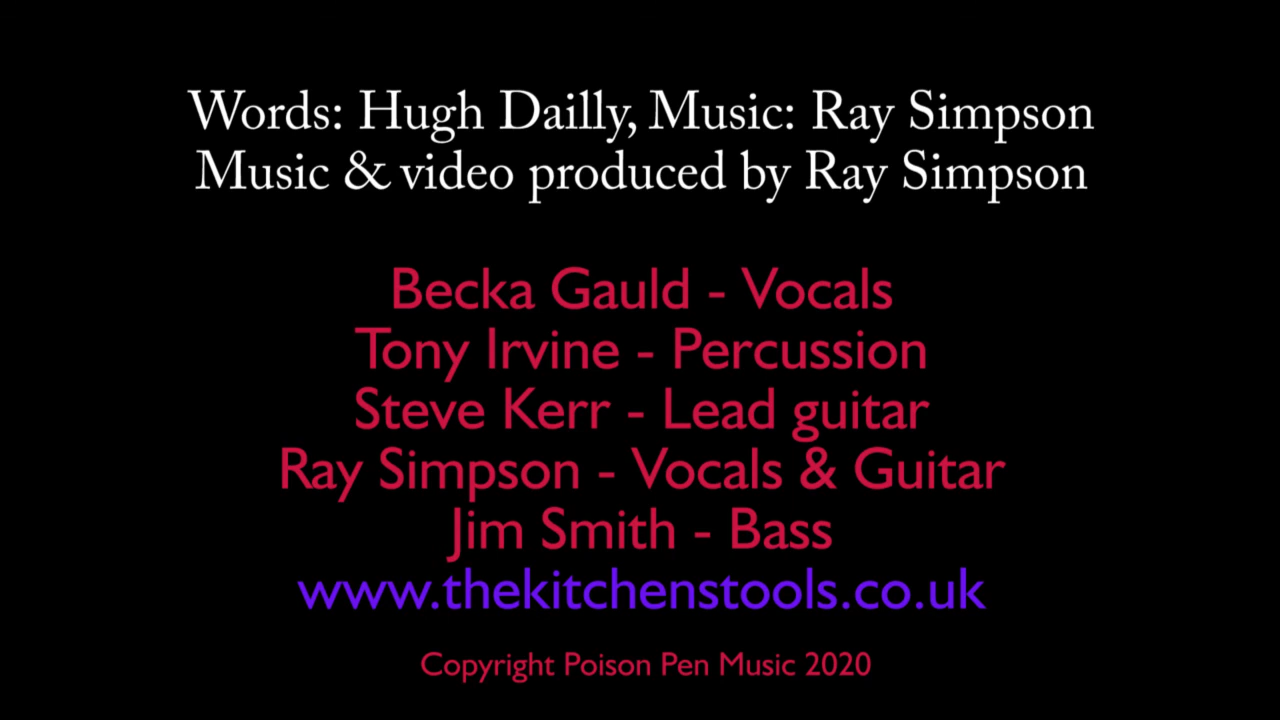 Words: Hugh Dailly, Music: Ray Simpson
Music & video produced by Ray Simpson
Becka Gauld - Vocals
Tony Irvine - Percussion
Steve Kerr - Lead guitar
Ray Simpson - Vocals & Guitar
Jim Smith - Bass
www.thekitchenstools.co.uk
Copyright Poison Pen Music 2020